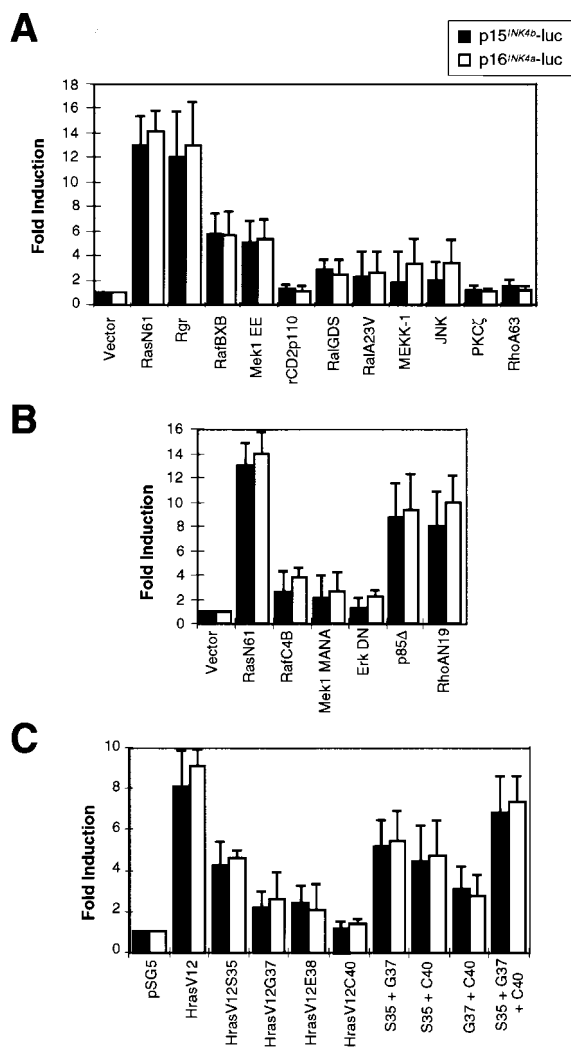 A
p15INK4b-luc
p16INK4a-luc
Fold Induction
18
16
14
12
10
8
6
4
2
0
Vector
RasN61
Rgr
RafBXB
Mek1 EE
rCD2p110
RalGDS
RalA23V
MEKK-1
JNK
PKCζ
RhoA63
B
Fold Induction
16
14
12
10
8
6
4
2
0
Vector
RasN61
RafC4B
Mek1 MANA
Erk DN
p85Δ
RhoAN19
C
Fold Induction
10
8
6
4
2
0
pSG5
HrasV12
HrasV12S35
HrasV12G37
HrasV12E38
HrasV12C40
S35 + G37
S35 + C40
G37 + C40
S35 + G37
+ C40